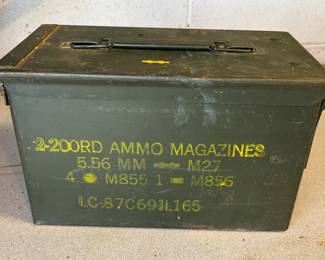 2-200RD AMMO MAGAZINES
5.56 MM M27
4 M855 1 M856
LC-87C691L165